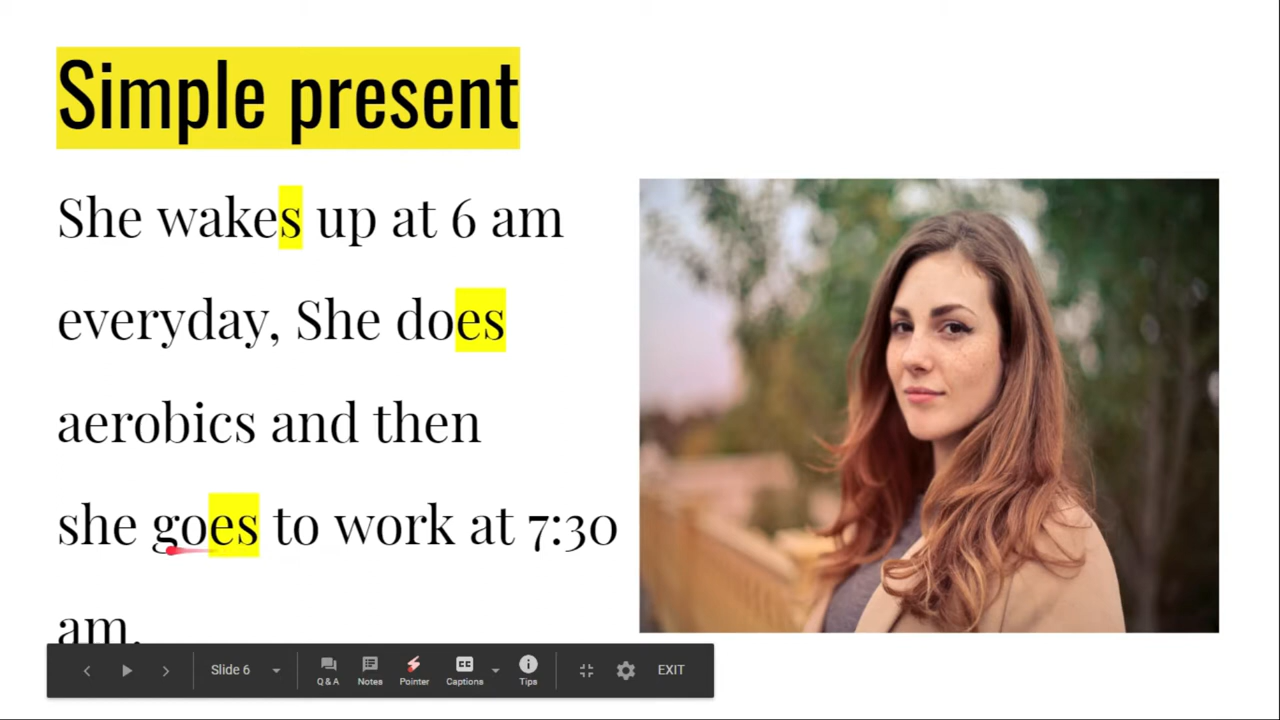 Simple present
She wakes up at 6 am
everyday, She does
aerobics and then
she goes to work at 7:30
am.
Slide 6
Q & A
Notes
Pointer
CC
Captions
Tips
EXIT